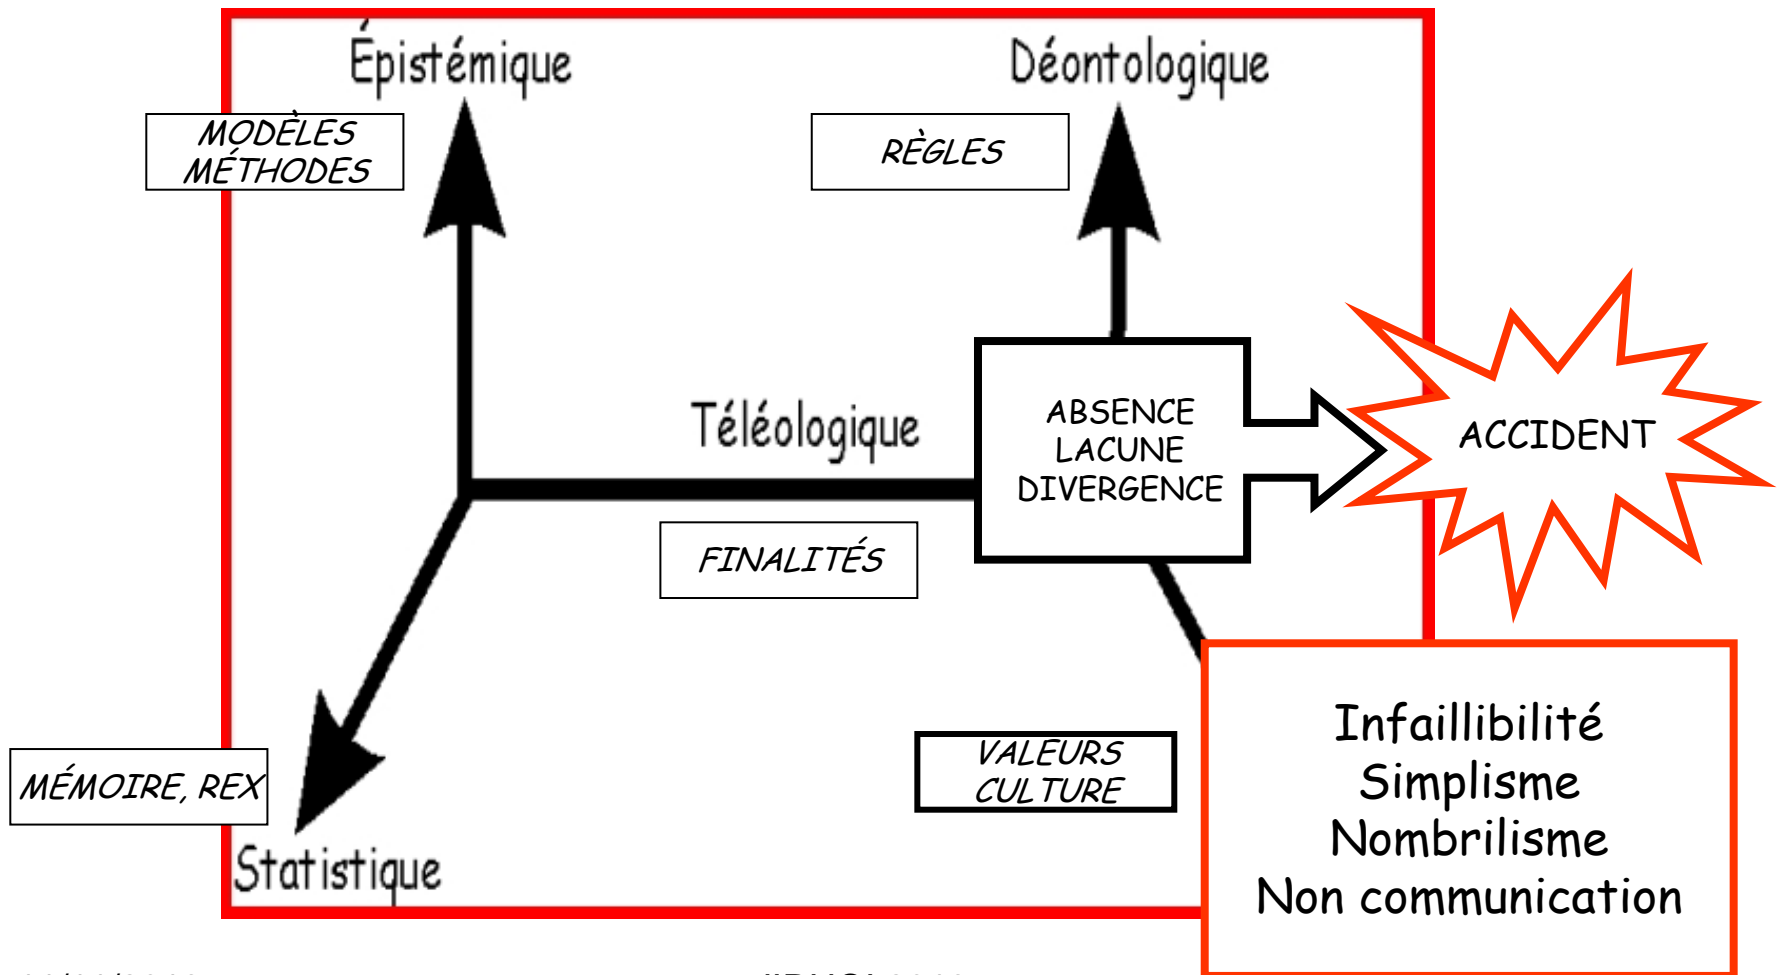 Épistémique
Déontologique
MODÈLES
MÉTHODES
RÈGLES
Téléologique
ABSENCE
LACUNE
DIVERGENCE
ACCIDENT
FINALITÉS
VALEURS
CULTURE
MÉMOIRE, REX
Statistique
Infaillibilité
Simplisme
Nombrilisme
Non communication